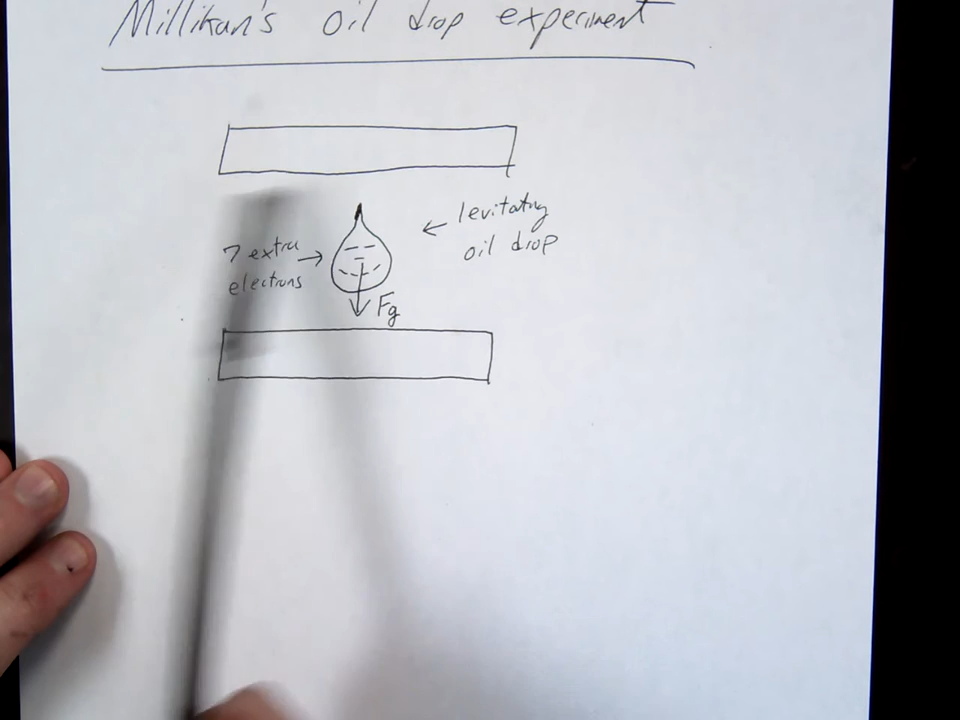 Millikan's oil drop experiment
levitating
oil drop
7 extra
electrons
Fg